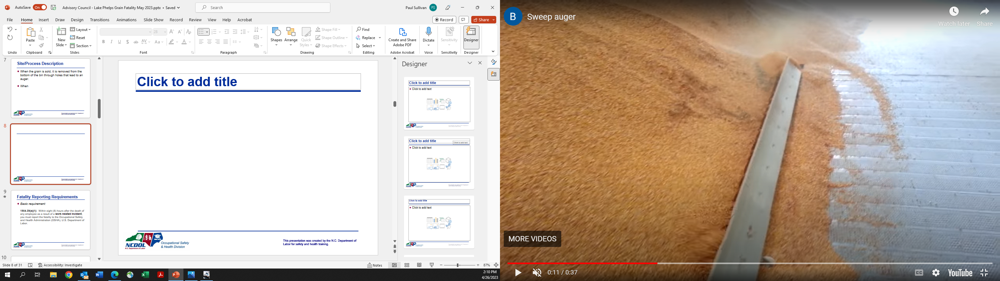 AutoSave On Advisory Council - Lake Phelps Grain Fatality May 2023.pptx • Saved Search Paul Sullivan PS
File Home Insert Draw Design Transitions Animations Slide Show Record Review View Help Acrobat Record Share
Undo
Paste
Clipboard
New
Slide
Layout
Reset
Section
Slides
28
B I U S ab AV Aa A
Font
Paragraph
Shapes Arrange Quick
Styles
Shape Fill
Shape Outline
Shape Effects
Drawing
Find
Replace
Select
Editing
Create and Share
Adobe PDF
Adobe Acrobat
Dictate
Voice
Sensitivity
Sensitivity
Designer
Designer
7
Site/Process Description
• When the grain is sold, it is removed from the
bottom of the bin through holes that lead to an
auger.
• When
8
9
Fatality Reporting Requirements
• Basic requirement:
1904.39(a)(1): Within eight (8) hours after the death of
any employee as a result of a work-related incident,
you must report the fatality to the Occupational Safety
and Health Administration (OSHA), U.S. Department of
Labor.
10
Click to add title
NCDOL
N.C. Department of Labor
Occupational Safety
& Health Division
This presentation was created by the N.C. Department of
Labor for safety and health training.
Designer
Click to add title
• Click to add text
Click to add title
Click to add text
• Click to add text
Click to add title
• Click to add text
Slide 8 of 31 Accessibility: Investigate Notes 87%
2:10 PM
4/26/2023
B Sweep auger
Watch later Share
MORE VIDEOS
0:11 / 0:37 CC YouTube